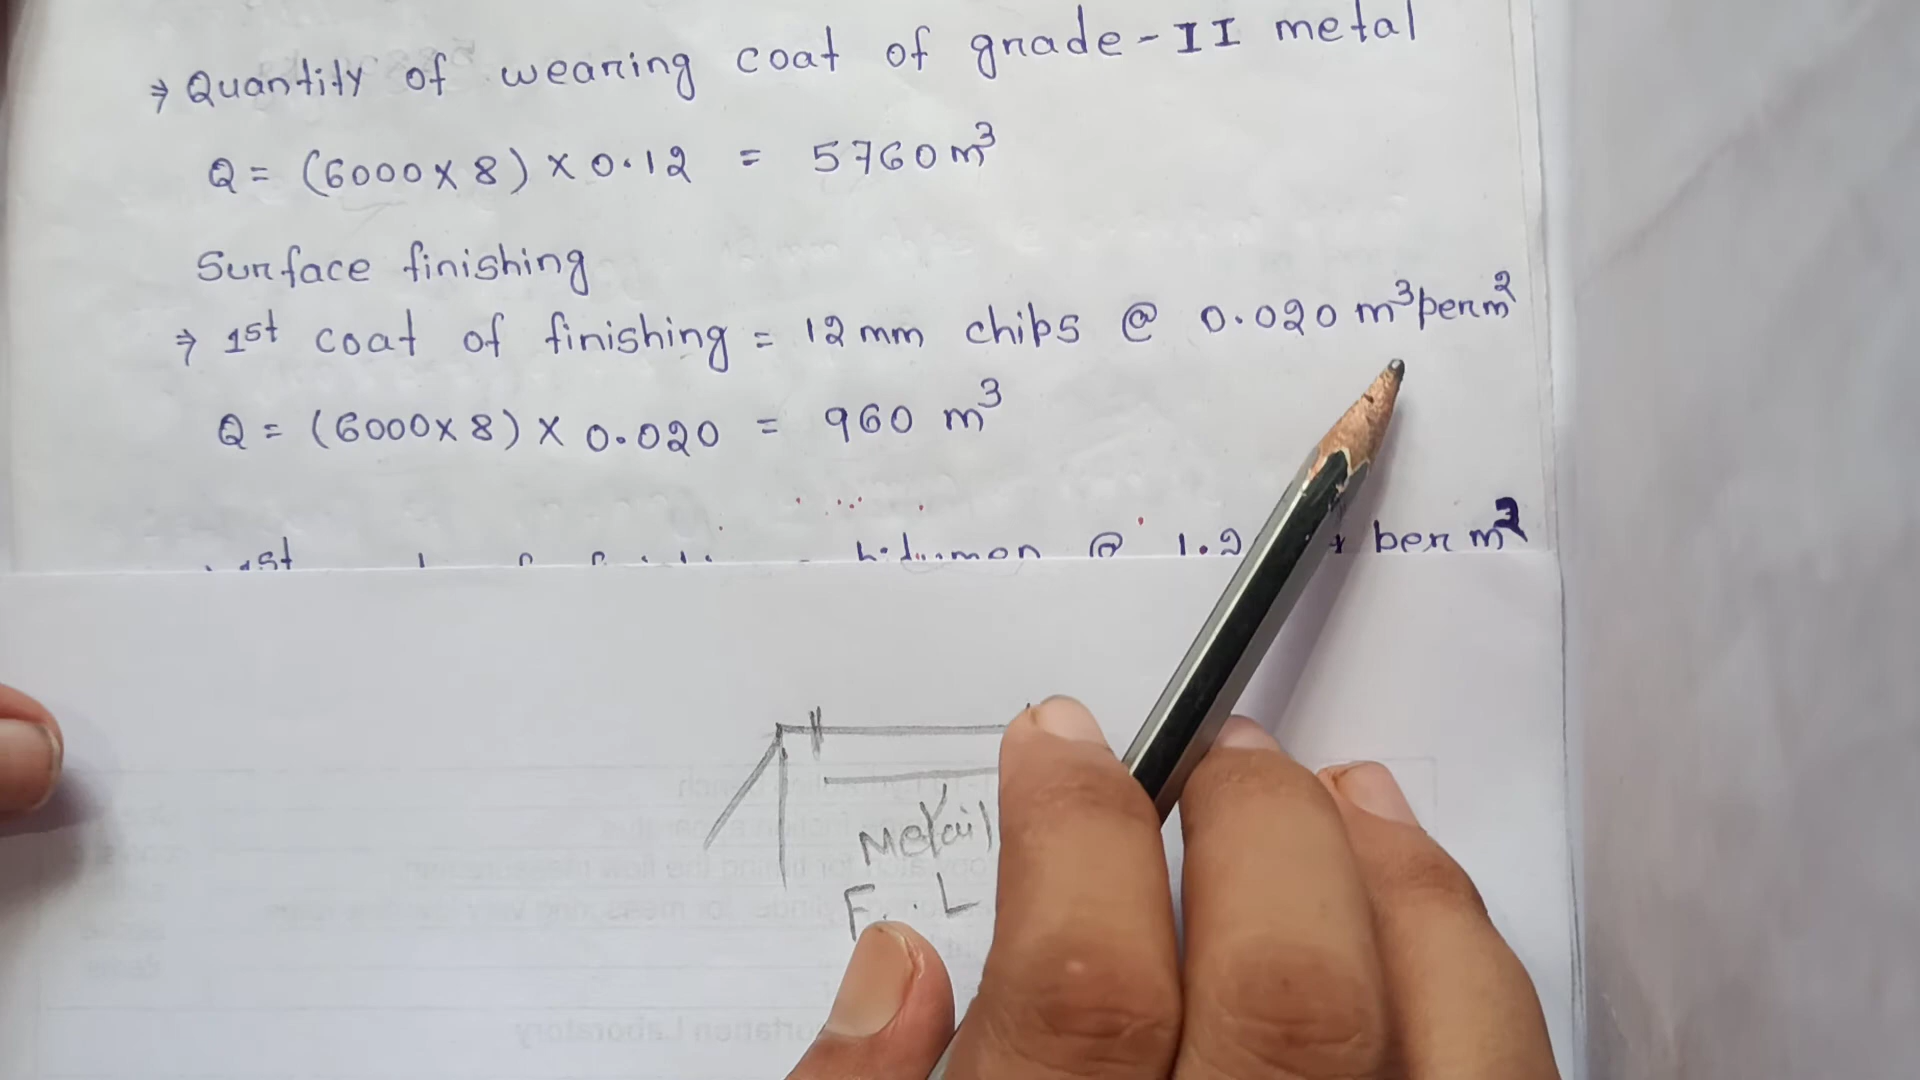 ⇒ Quantity of wearing coat of grade-II metal
Q = (6000 x 8) x 0.12 = 5760 m³
Surface finishing
⇒ 1st coat of finishing = 12 mm chips @ 0.020 m³ per m²
Q = (6000 x 8) x 0.020 = 960 m³
1st @ per m²
F. L